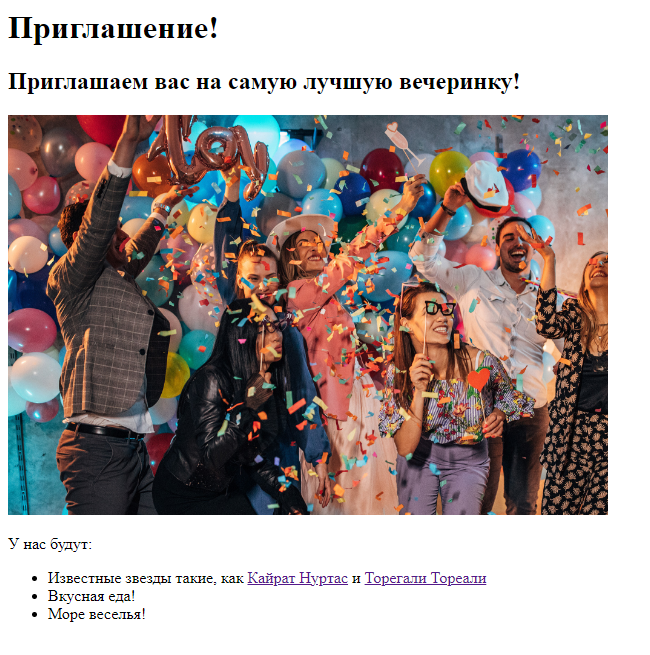 Приглашение!
Приглашаем вас на самую лучшую вечеринку!
Lov
У нас будут:
Известные звезды такие, как Кайрат Нуртас и Торегали Тореали
Вкусная еда!
Море веселья!